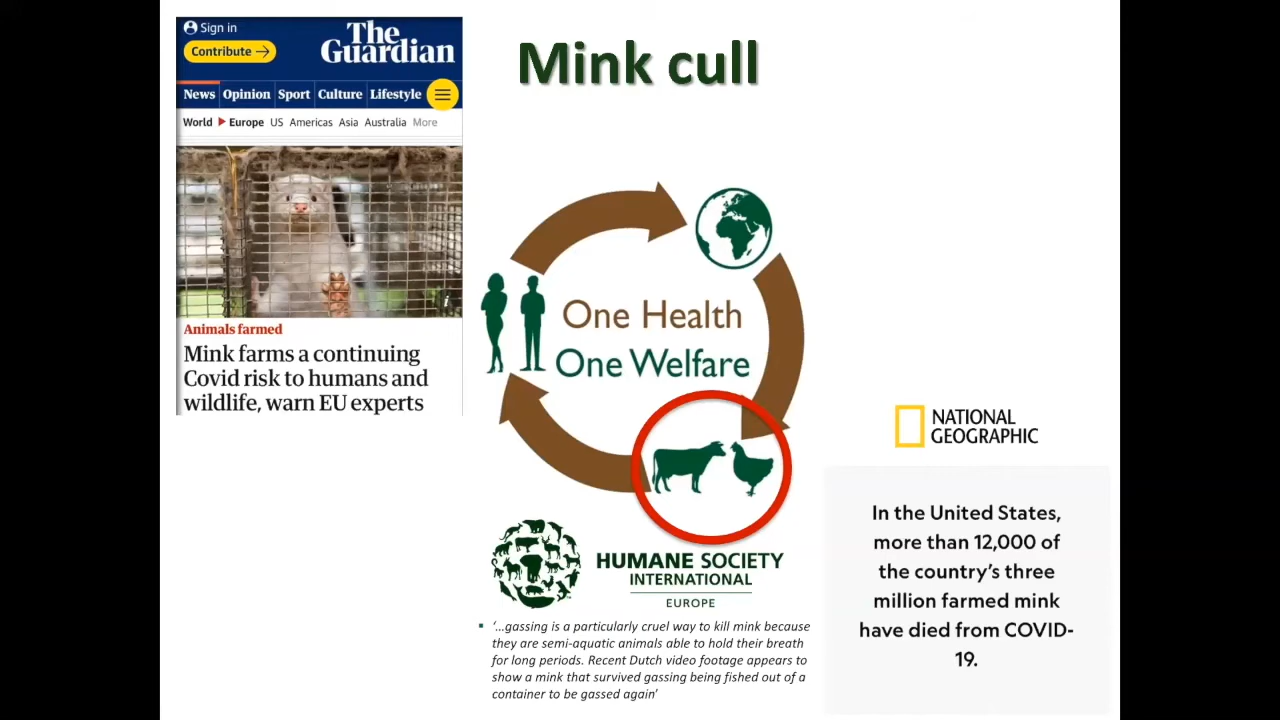 Sign in
Contribute →
The
Guardian
News Opinion Sport Culture Lifestyle
World Europe US Americas Asia Australia More
Animals farmed
Mink farms a continuing
Covid risk to humans and
wildlife, warn EU experts
Mink cull
One Health
One Welfare
HUMANE SOCIETY
INTERNATIONAL
EUROPE
▪ ‘...gassing is a particularly cruel way to kill mink because
they are semi-aquatic animals able to hold their breath
for long periods. Recent Dutch video footage appears to
show a mink that survived gassing being fished out of a
container to be gassed again’
NATIONAL
GEOGRAPHIC
In the United States,
more than 12,000 of
the country’s three
million farmed mink
have died from COVID-
19.